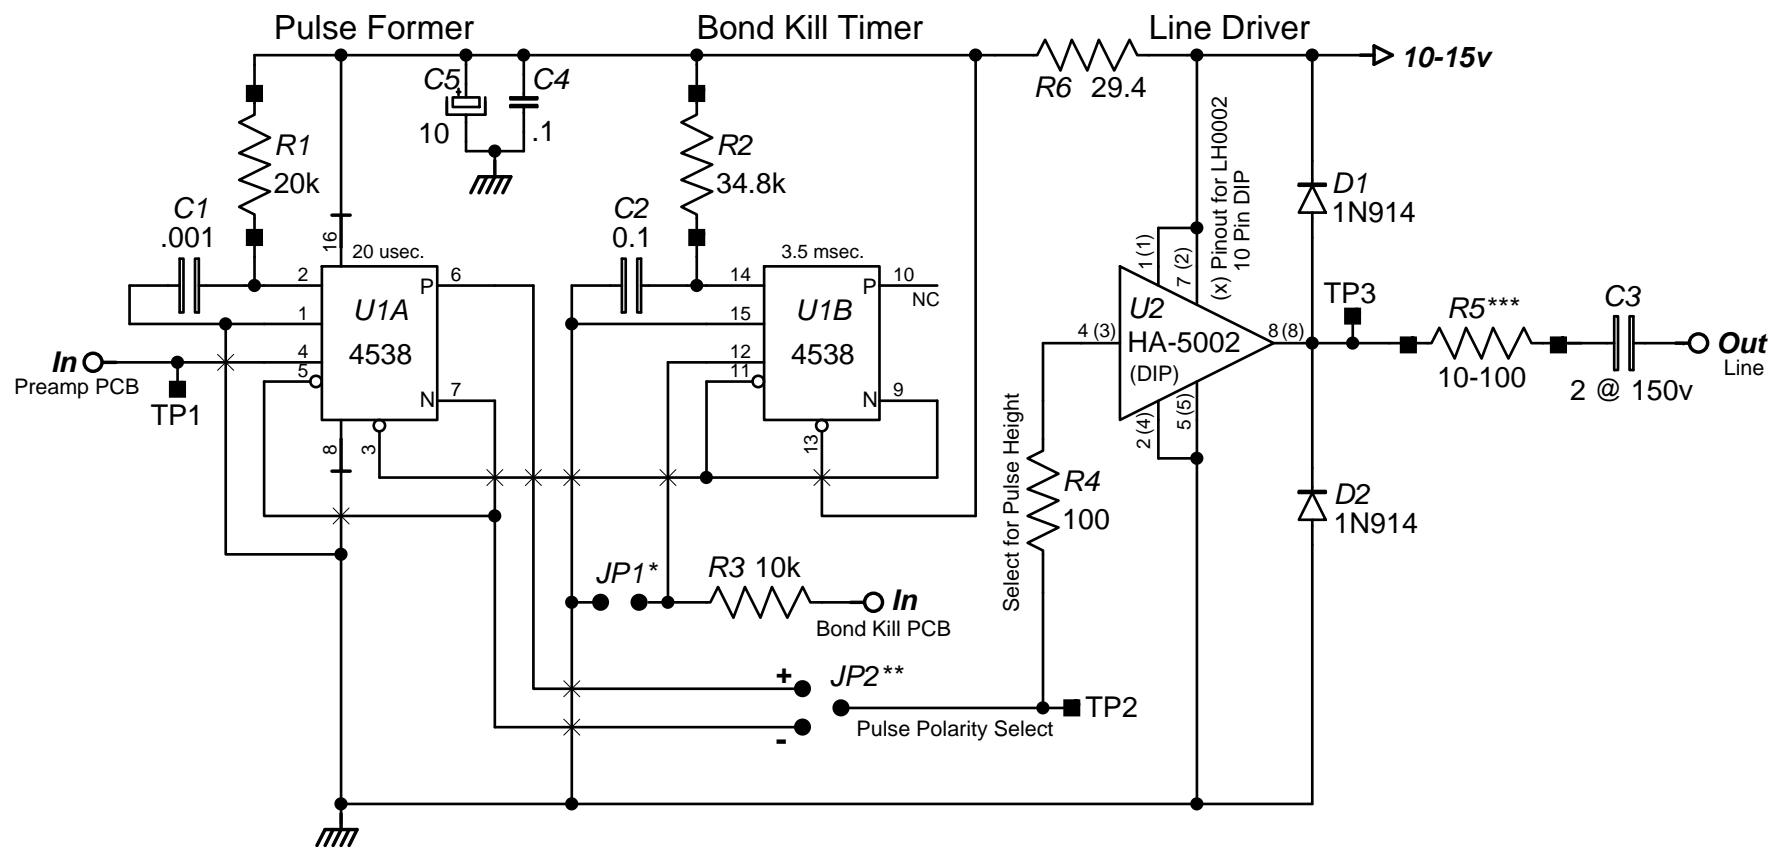 Pulse Former
Bond Kill Timer
Line Driver
C5
+
10
C4
.1
R6 29.4
10-15v
R1
20k
R2
34.8k
(x) Pinout for LH0002
10 Pin DIP
D1
1N914
C1
.001
16
20 usec.
C2
0.1
3.5 msec.
1 (1)
7 (2)
2
6
P
U1A
1
4538
4
5
N
7
8
3
14
10
P
NC
U1B
15
4538
12
11
N
9
13
In
Preamp PCB
TP1
U2
4 (3)
HA-5002
(DIP)
8 (8)
2 (4)
5 (5)
TP3
R5***
10-100
C3
2 @ 150v
Out
Line
Select for Pulse Height
R4
100
D2
1N914
JP1*
R3 10k
In
Bond Kill PCB
+
JP2**
-
Pulse Polarity Select
TP2